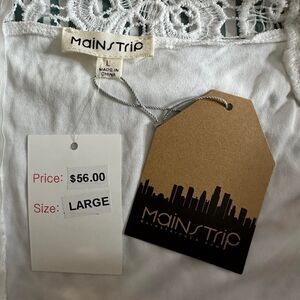 MAINSTRIP
L
MADE IN
CHINA
Price: $56.00
Size: LARGE
MAINSTRIP